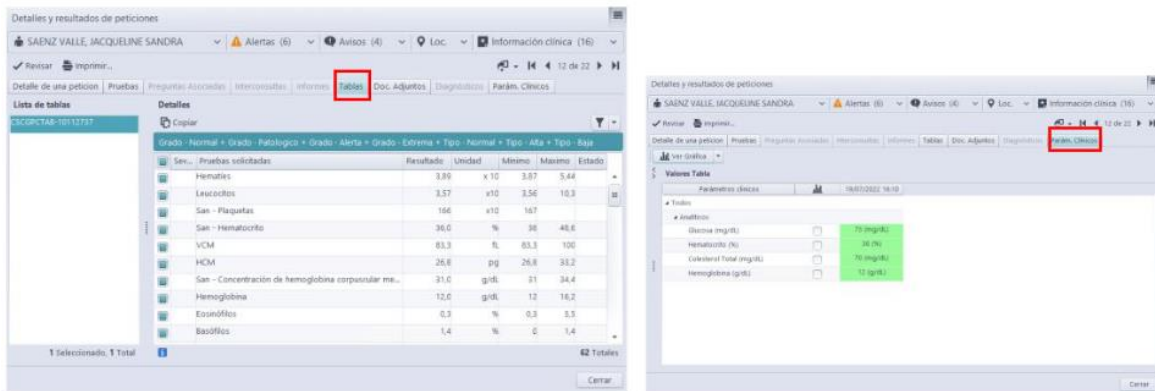 Detalles y resultados de peticiones
SAENZ VALLE, JACQUELINE SANDRA Alertas (6) Avisos (4) Loc. Información clínica (16)
Revisar Imprimir... 12 de 22
Detalle de una peticion Pruebas Preguntas Asociadas Interconsultas Informes Tablas Doc. Adjuntos Diagnósticos Parám. Clínicos
Lista de tablas Detalles
Copiar
Grado - Normal + Grado - Patologico + Grado - Alerta + Grado - Extrema + Tipo - Normal + Tipo - Alta + Tipo - Baja
Sev... Pruebas solicitadas Resultado Unidad Minimo Maximo Estado
Hematíes 3,89 x 10 3,87 5,44
Leucocitos 3,57 x10 3,56 10,3
San - Plaquetas 166 x10 167
San - Hematocrito 36,0 % 36
VCM 83,3 fL 83,3 100
HCM 26,8 pg 26,8 33,2
San - Concentración de hemoglobina corpuscular me... 31,0 g/dL 31 34,4
Hemoglobina 12,0 g/dL 12 16,2
Eosinófilos 0,3 % 0,3 5,5
Basófilos 1,4 % 0 1,4
1 Seleccionado, 1 Total 62 Totales
Cerrar
Detalles y resultados de peticiones
SAENZ VALLE, JACQUELINE SANDRA Alertas (6) Avisos (4) Loc. Información clínica (16)
Revisar Imprimir... 12 de 22
Detalle de una peticion Pruebas Preguntas Asociadas Interconsultas Informes Tablas Doc. Adjuntos Diagnósticos Parám. Clínicos
Ver Gráfica
Valores Tabla
Parámetros clínicos
Todos
Analíticos
Glucosa (mg/dL) 70 (mg/dL)
Hematocrito (%) 36 (%)
Colesterol Total (mg/dL) 70 (mg/dL)
Hemoglobina (g/dL) 12 (g/dL)
Cerrar